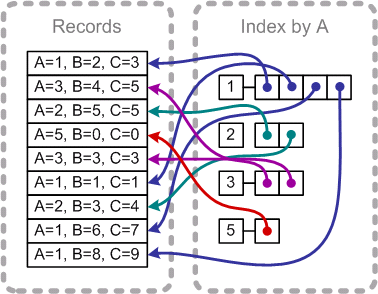 Records
A=1, B=2, C=3
A=3, B=4, C=5
A=2, B=5, C=5
A=5, B=0, C=0
A=3, B=3, C=3
A=1, B=1, C=1
A=2, B=3, C=4
A=1, B=6, C=7
A=1, B=8, C=9
Index by A
1
2
3
5